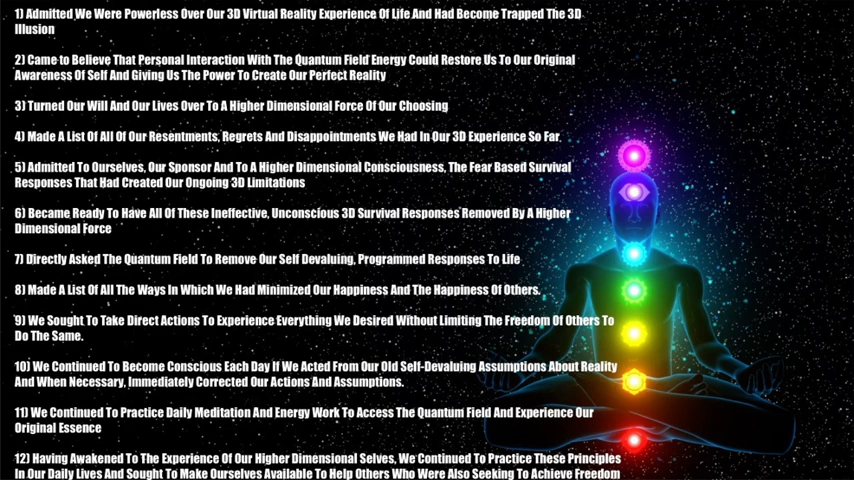 1) Admitted We Were Powerless Over Our 3D Virtual Reality Experience Of Life And Had Become Trapped The 3D
Illusion
2) Came to Believe That Personal Interaction With The Quantum Field Energy Could Restore Us To Our Original
Awareness Of Self And Giving Us The Power To Create Our Perfect Reality
3) Turned Our Will And Our Lives Over To A Higher Dimensional Force Of Our Choosing
4) Made A List Of All Of Our Resentments, Regrets And Disappointments We Had In Our 3D Experience So Far
5) Admitted To Ourselves, Our Sponsor And To A Higher Dimensional Consciousness, The Fear Based Survival
Responses That Had Created Our Ongoing 3D Limitations
6) Became Ready To Have All Of These Ineffective, Unconscious 3D Survival Responses Removed By A Higher
Dimensional Force
7) Directly Asked The Quantum Field To Remove Our Self Devaluing, Programmed Responses To Life
8) Made A List Of All The Ways In Which We Had Minimized Our Happiness And The Happiness Of Others.
9) We Sought To Take Direct Actions To Experience Everything We Desired Without Limiting The Freedom Of Others To
Do The Same.
10) We Continued To Become Conscious Each Day If We Acted From Our Old Self-Devaluing Assumptions About Reality
And When Necessary, Immediately Corrected Our Actions And Assumptions.
11) We Continued To Practice Daily Meditation And Energy Work To Access The Quantum Field And Experience Our
Original Essence
12) Having Awakened To The Experience Of Our Higher Dimensional Selves, We Continued To Practice These Principles
In Our Daily Lives And Sought To Make Ourselves Available To Help Others Who Were Also Seeking To Achieve Freedom